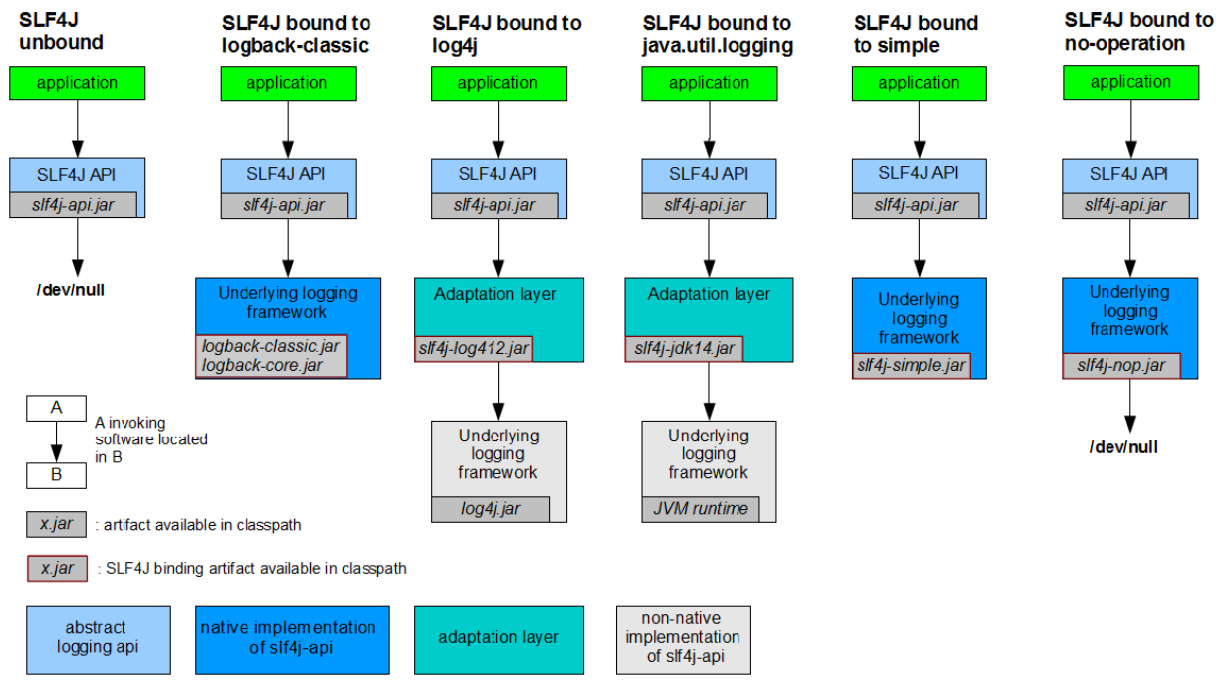 SLF4J
unbound
SLF4J bound to
logback-classic
SLF4J bound to
log4j
SLF4J bound to
java.util.logging
SLF4J bound
to simple
SLF4J bound to
no-operation
application
application
application
application
application
application
SLF4J API
slf4j-api.jar
SLF4J API
slf4j-api.jar
SLF4J API
slf4j-api.jar
SLF4J API
slf4j-api.jar
SLF4J API
slf4j-api.jar
SLF4J API
slf4j-api.jar
/dev/null
Underlying logging
framework
logback-classic.jar
logback-core.jar
Adaptation layer
slf4j-log412.jar
Adaptation layer
slf4j-jdk14.jar
Underlying
logging
framework
slf4j-simple.jar
Underlying
logging
framework
slf4j-nop.jar
A
B
A invoking
software located
in B
Underlying
logging
framework
log4j.jar
Underlying
logging
framework
JVM runtime
/dev/null
x.jar : artifact available in classpath
x.jar : SLF4J binding artifact available in classpath
abstract
logging api
native implementation
of slf4j-api
adaptation layer
non-native
implementation
of slf4j-api